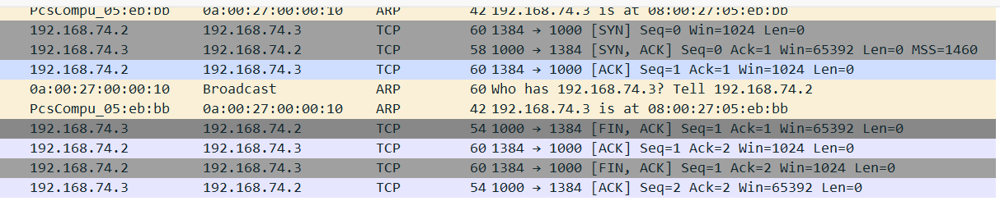 PcsCompu_05:eb:bb 0a:00:27:00:00:10 ARP 42 192.168.74.3 is at 08:00:27:05:eb:bb
192.168.74.2 192.168.74.3 TCP 60 1384 → 1000 [SYN] Seq=0 Win=1024 Len=0
192.168.74.3 192.168.74.2 TCP 58 1000 → 1384 [SYN, ACK] Seq=0 Ack=1 Win=65392 Len=0 MSS=1460
192.168.74.2 192.168.74.3 TCP 60 1384 → 1000 [ACK] Seq=1 Ack=1 Win=1024 Len=0
0a:00:27:00:00:10 Broadcast ARP 60 Who has 192.168.74.3? Tell 192.168.74.2
PcsCompu_05:eb:bb 0a:00:27:00:00:10 ARP 42 192.168.74.3 is at 08:00:27:05:eb:bb
192.168.74.3 192.168.74.2 TCP 54 1000 → 1384 [FIN, ACK] Seq=1 Ack=1 Win=65392 Len=0
192.168.74.2 192.168.74.3 TCP 60 1384 → 1000 [ACK] Seq=1 Ack=2 Win=1024 Len=0
192.168.74.2 192.168.74.3 TCP 60 1384 → 1000 [FIN, ACK] Seq=1 Ack=2 Win=1024 Len=0
192.168.74.3 192.168.74.2 TCP 54 1000 → 1384 [ACK] Seq=2 Ack=2 Win=65392 Len=0